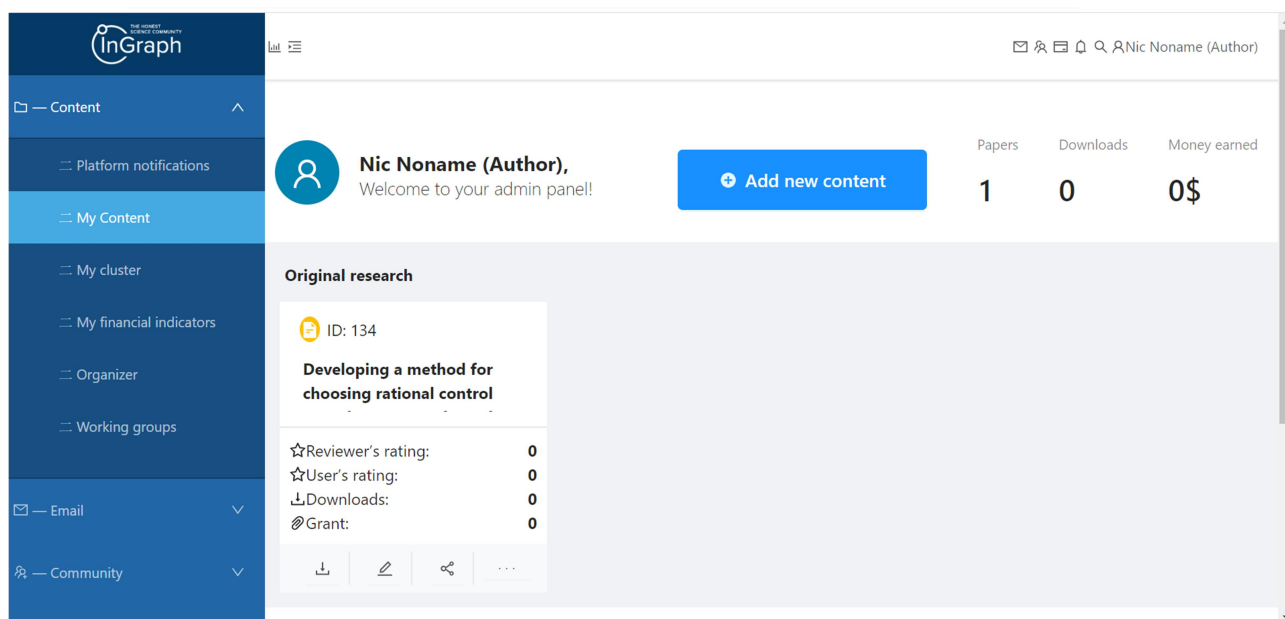 THE HONEST
SCIENCE COMMUNITY
InGraph
Nic Noname (Author)
— Content
Platform notifications
My Content
My cluster
My financial indicators
Organizer
Working groups
— Email
— Community
Nic Noname (Author),
Welcome to your admin panel!
Add new content
Papers Downloads Money earned
1 0 0$
Original research
ID: 134
Developing a method for
choosing rational control
Reviewer's rating: 0
User's rating: 0
Downloads: 0
Grant: 0